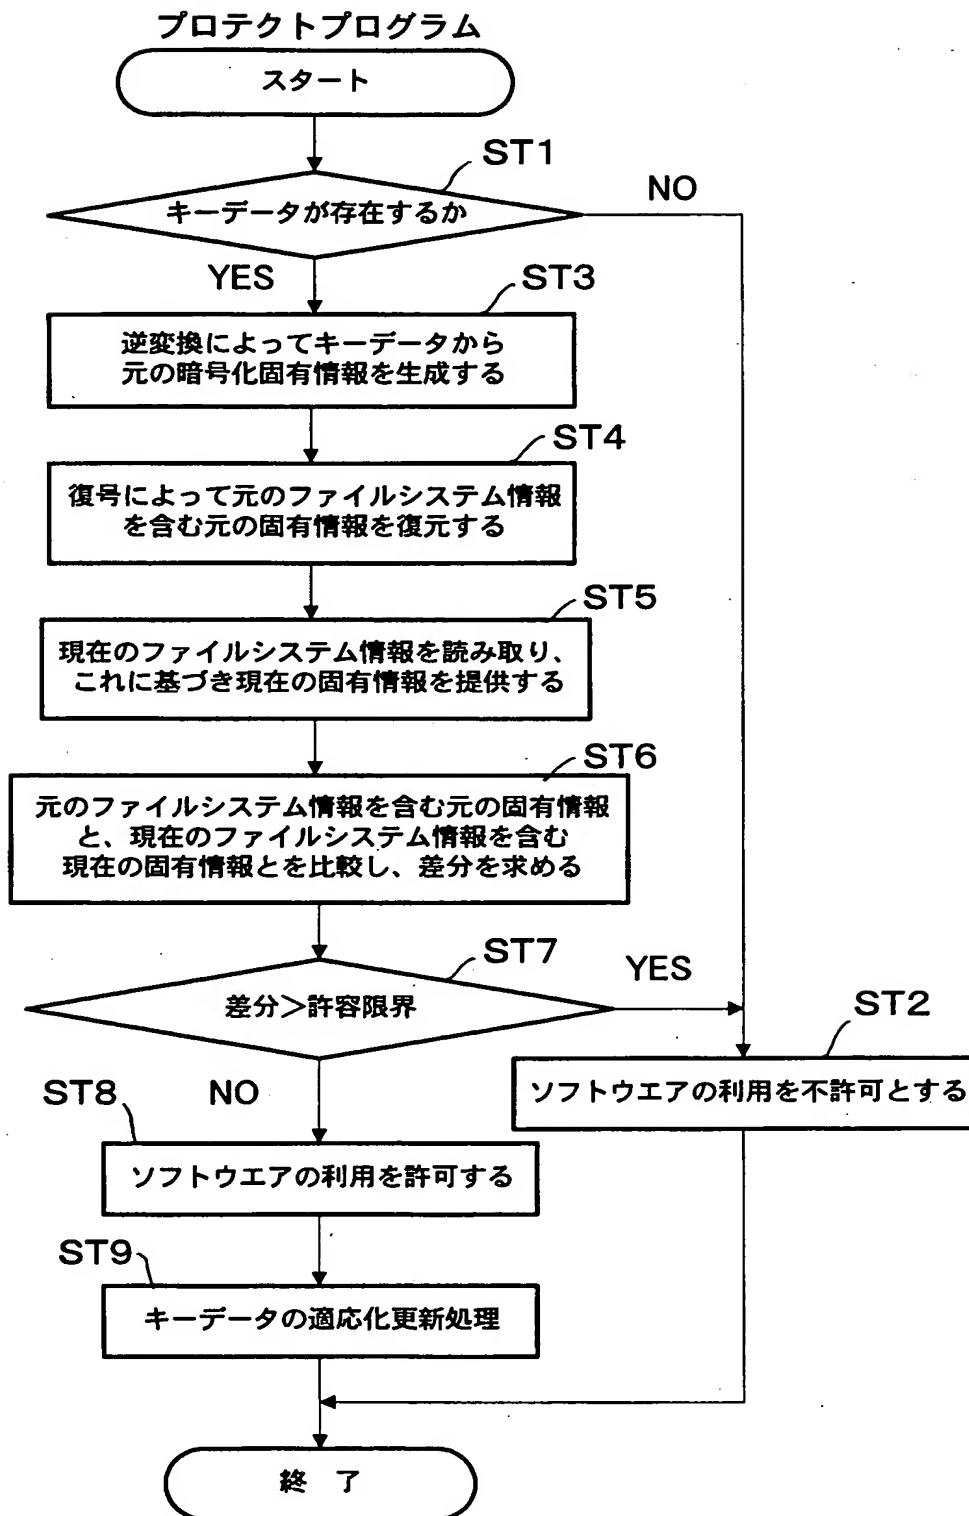 プロテクトプログラム
スタート
ST1
キーデータが存在するか
NO
YES
ST3
逆変換によってキーデータから
元の暗号化固有情報を生成する
ST4
復号によって元のファイルシステム情報
を含む元の固有情報を復元する
ST5
現在のファイルシステム情報を読み取り、
これに基づき現在の固有情報を提供する
ST6
元のファイルシステム情報を含む元の固有情報
と、現在のファイルシステム情報を含む
現在の固有情報とを比較し、差分を求める
ST7
差分＞許容限界
YES
ST2
ソフトウエアの利用を不許可とする
NO
ST8
ソフトウエアの利用を許可する
ST9
キーデータの適応化更新処理
終 了